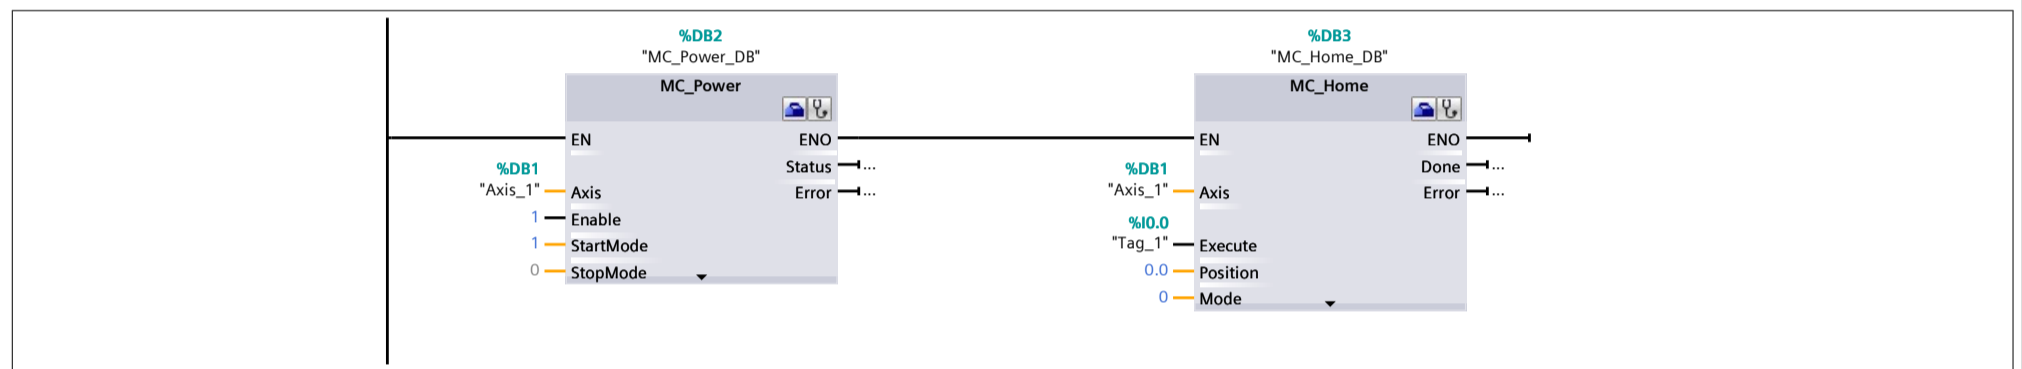 %DB2
"MC_Power_DB"
MC_Power
EN
ENO
Status
%DB1
"Axis_1"
Axis
Error
1
Enable
1
StartMode
0
StopMode
%DB3
"MC_Home_DB"
MC_Home
EN
ENO
Done
%DB1
"Axis_1"
Axis
Error
%I0.0
"Tag_1"
Execute
0.0
Position
0
Mode
...
...
...
...